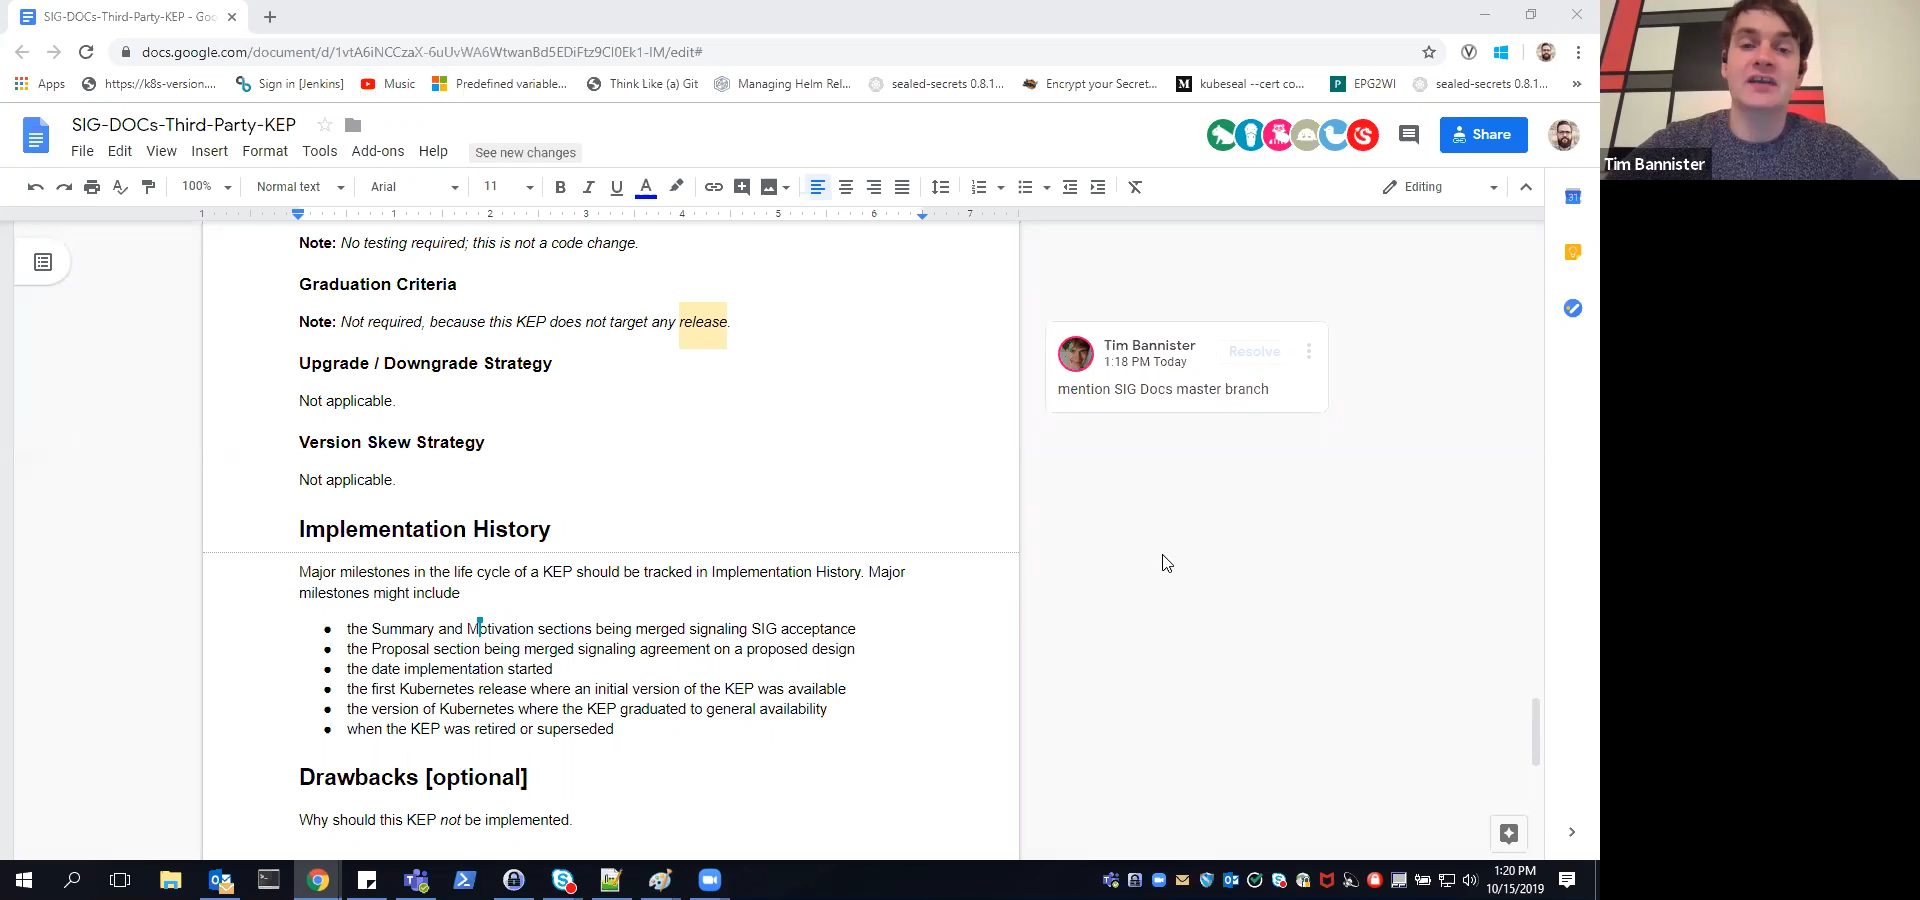 SIG-DOCs-Third-Party-KEP - Goo
docs.google.com/document/d/1vtA6iNCCzaX-6uUvWA6WtwanBd5EDiFtz9Cl0Ek1-IM/edit#
Apps https://k8s-version.... Sign in [Jenkins] Music Predefined variable... Think Like (a) Git Managing Helm Rel... sealed-secrets 0.8.1... Encrypt your Secret... kubeseal --cert co... EPG2WI sealed-secrets 0.8.1... »
SIG-DOCs-Third-Party-KEP
Share
File Edit View Insert Format Tools Add-ons Help See new changes
100% Normal text Arial 11 B I U A Editing
1 1 2 3 4 5 6 7
Note: No testing required; this is not a code change.
Graduation Criteria
Note: Not required, because this KEP does not target any release.
Upgrade / Downgrade Strategy
Not applicable.
Version Skew Strategy
Not applicable.
Implementation History
Major milestones in the life cycle of a KEP should be tracked in Implementation History. Major
milestones might include
● the Summary and Motivation sections being merged signaling SIG acceptance
● the Proposal section being merged signaling agreement on a proposed design
● the date implementation started
● the first Kubernetes release where an initial version of the KEP was available
● the version of Kubernetes where the KEP graduated to general availability
● when the KEP was retired or superseded
Drawbacks [optional]
Why should this KEP not be implemented.
Tim Bannister
1:18 PM Today
Resolve
mention SIG Docs master branch
31
Tim Bannister
1:20 PM
10/15/2019